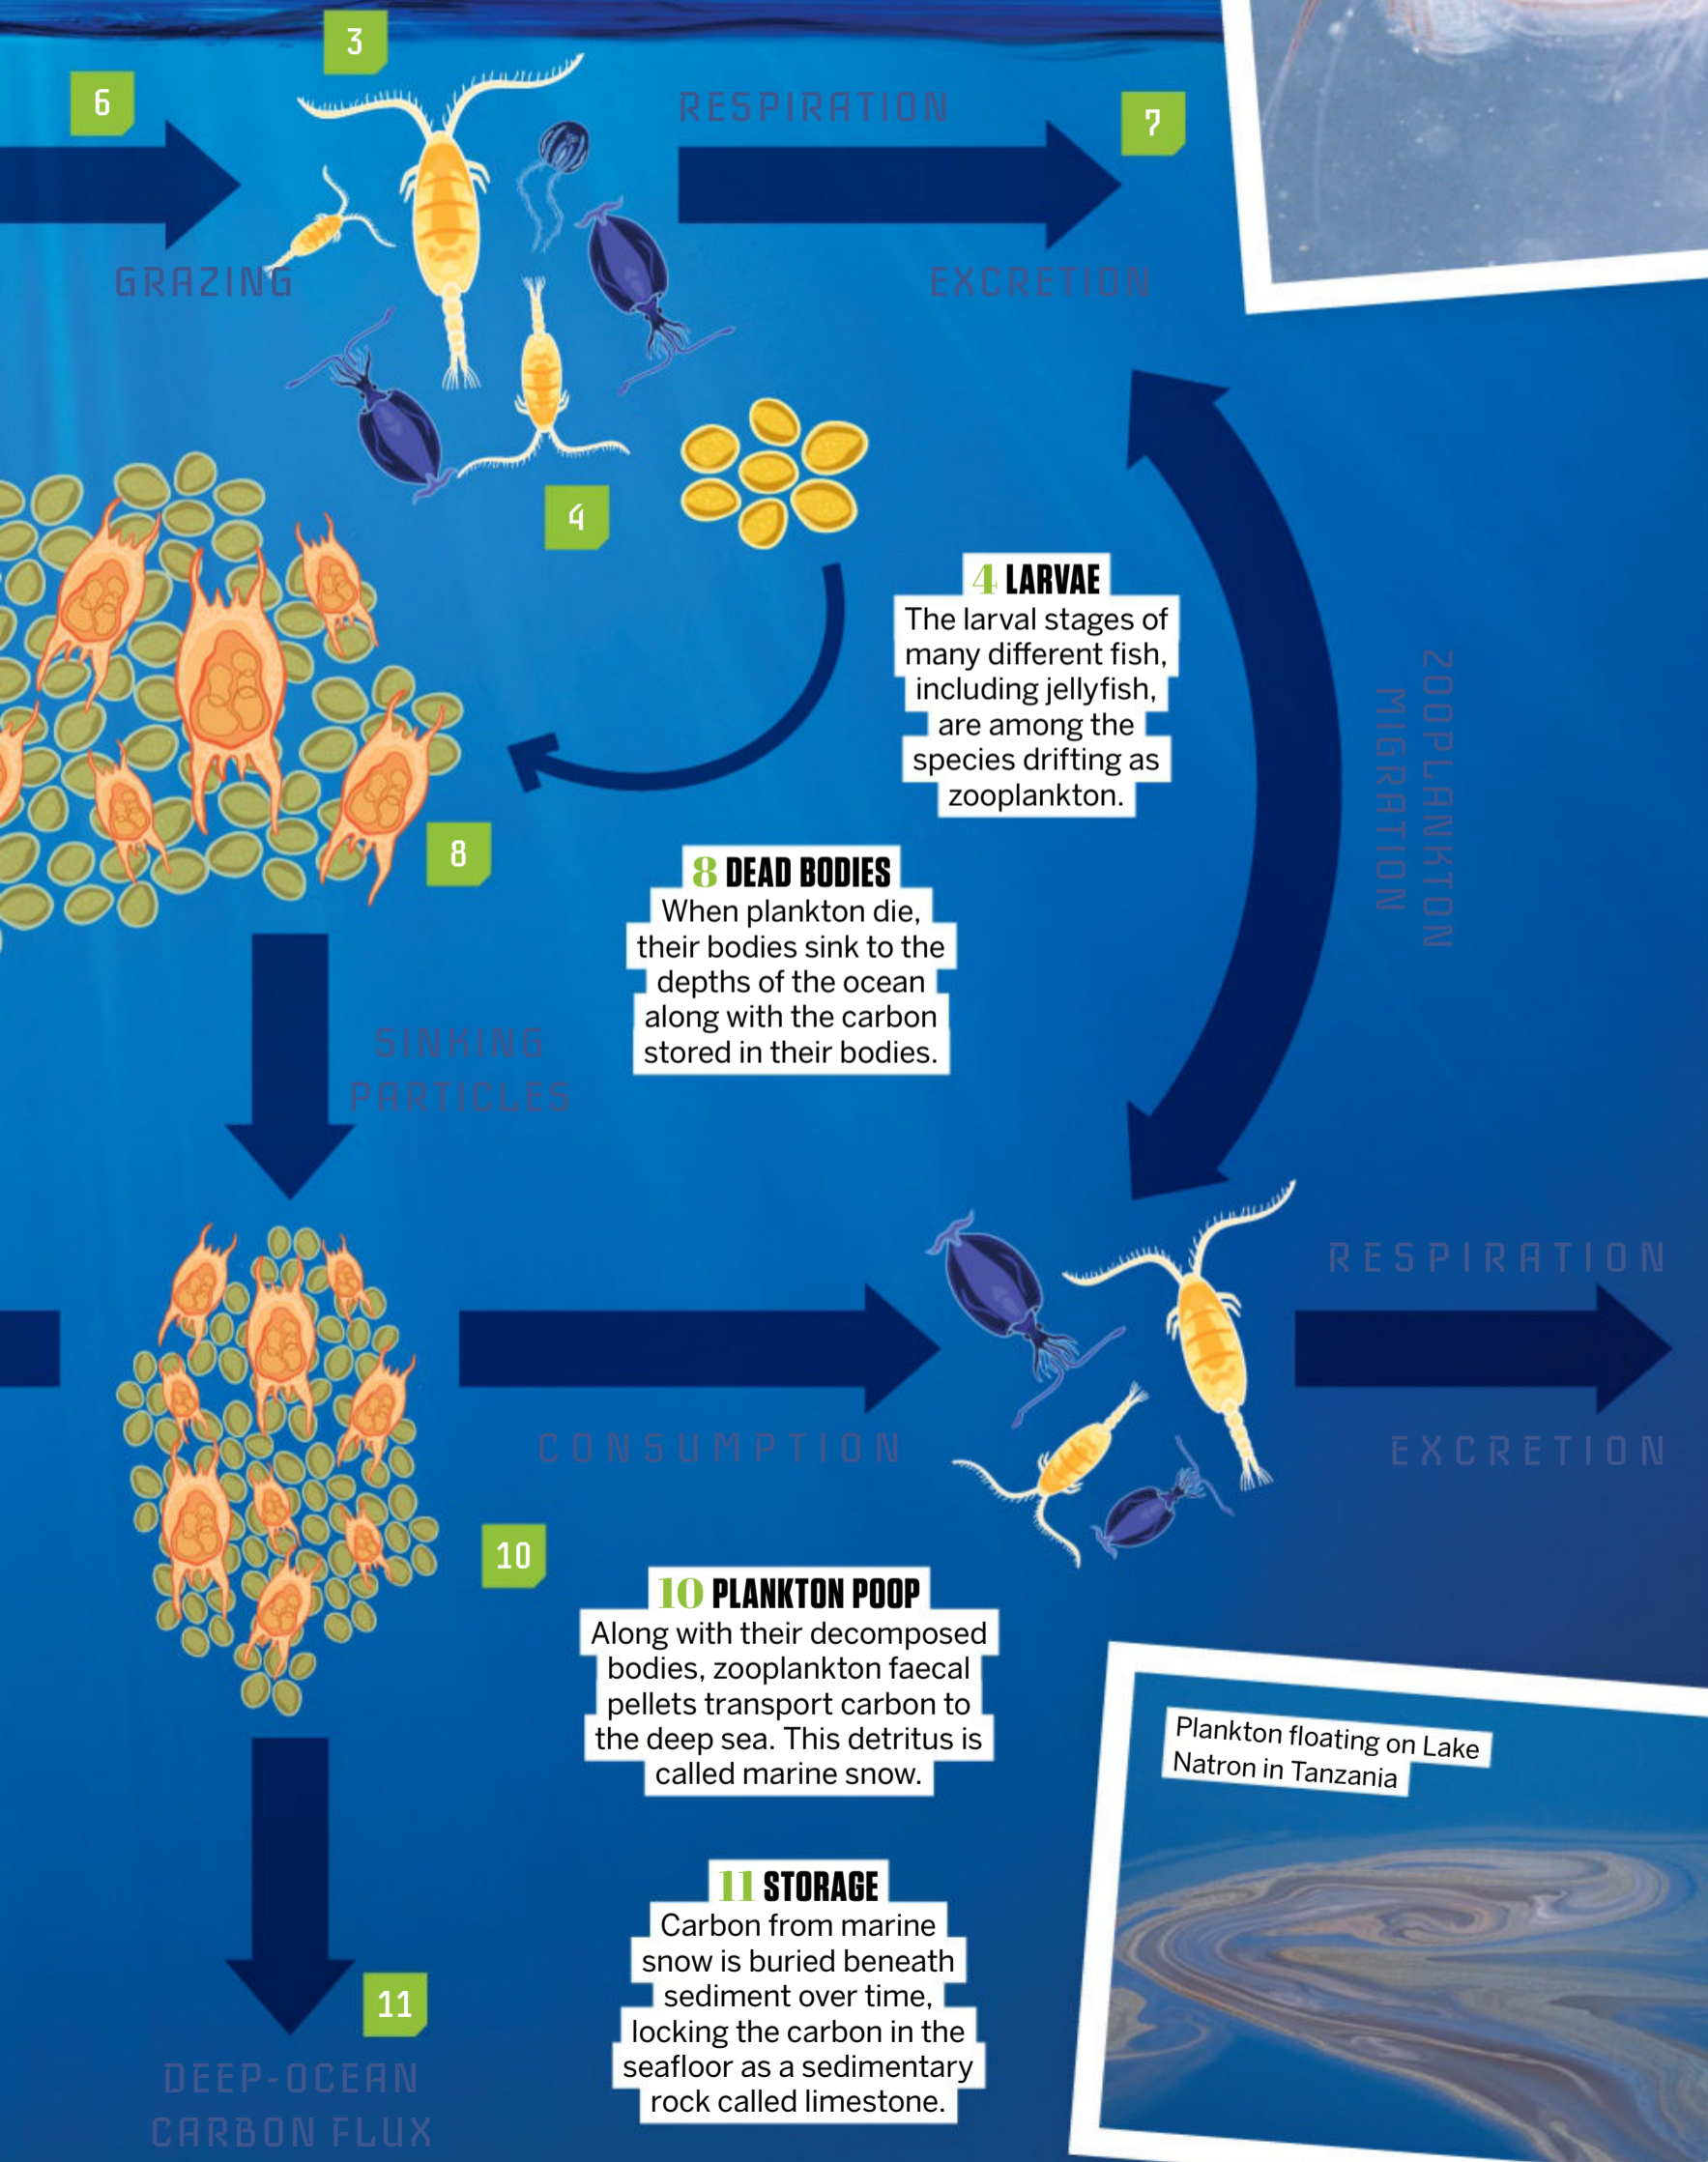 3
6
RESPIRATION
7
GRAZING
EXCRETION
4
4 LARVAE
The larval stages of
many different fish,
including jellyfish,
are among the
species drifting as
zooplankton.
ZOOPLANKTON
MIGRATION
8
8 DEAD BODIES
When plankton die,
their bodies sink to the
depths of the ocean
along with the carbon
stored in their bodies.
SINKING
PARTICLES
RESPIRATION
CONSUMPTION
EXCRETION
10
10 PLANKTON POOP
Along with their decomposed
bodies, zooplankton faecal
pellets transport carbon to
the deep sea. This detritus is
called marine snow.
Plankton floating on Lake
Natron in Tanzania
11 STORAGE
Carbon from marine
snow is buried beneath
sediment over time,
locking the carbon in the
seafloor as a sedimentary
rock called limestone.
11
DEEP-OCEAN
CARBON FLUX